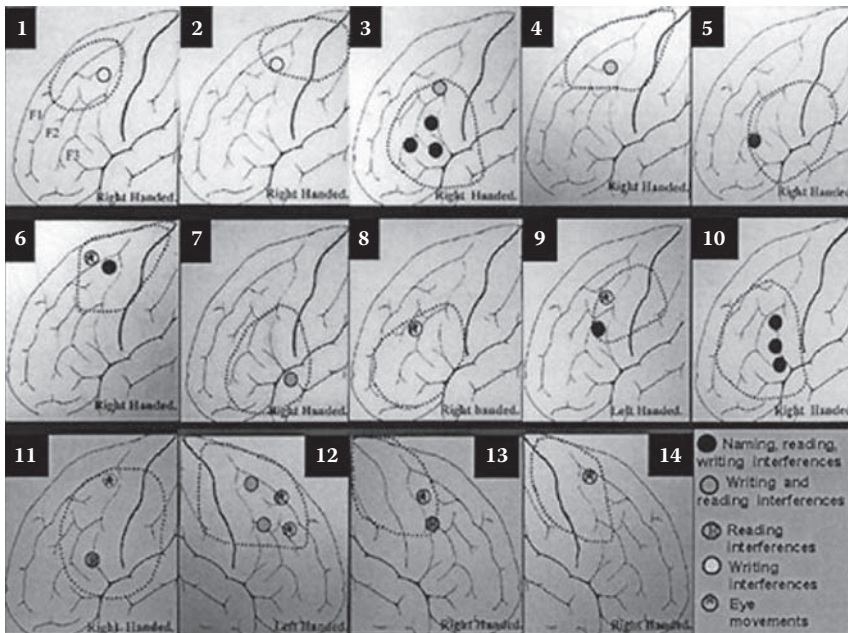 1
2
3
4
5
F1
F2
F3
Right Handed.
Right Handed.
Right Handed.
Right Handed.
Right Handed.
6
7
8
9
10
Right Handed.
Right Handed.
Right handed.
Left Handed.
Right Handed.
11
12
13
14
Right Handed.
Left Handed.
Right Handed.
Right Handed.
Naming, reading,
writing interferences
Writing and
reading interferences
R Reading
interferences
Writing
interferences
Eye
movements